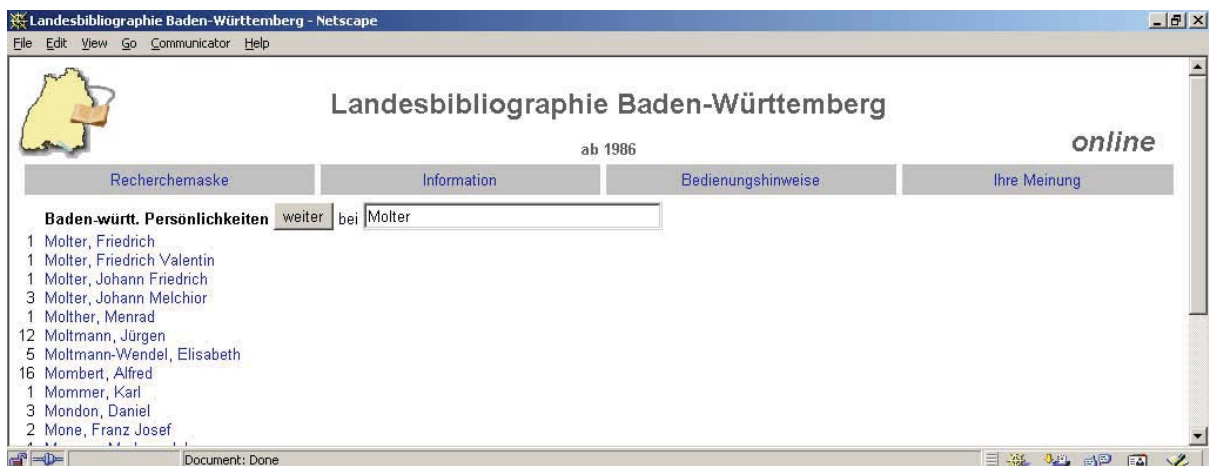 Landesbibliographie Baden-Württemberg - Netscape
File Edit View Go Communicator Help
Landesbibliographie Baden-Württemberg
ab 1986
online
Recherchemaske Information Bedienungshinweise Ihre Meinung
Baden-württ. Persönlichkeiten weiter bei Molter
1 Molter, Friedrich
1 Molter, Friedrich Valentin
1 Molter, Johann Friedrich
3 Molter, Johann Melchior
1 Molther, Menrad
12 Moltmann, Jürgen
5 Moltmann-Wendel, Elisabeth
16 Mombert, Alfred
1 Mommer, Karl
3 Mondon, Daniel
2 Mone, Franz Josef
Document: Done